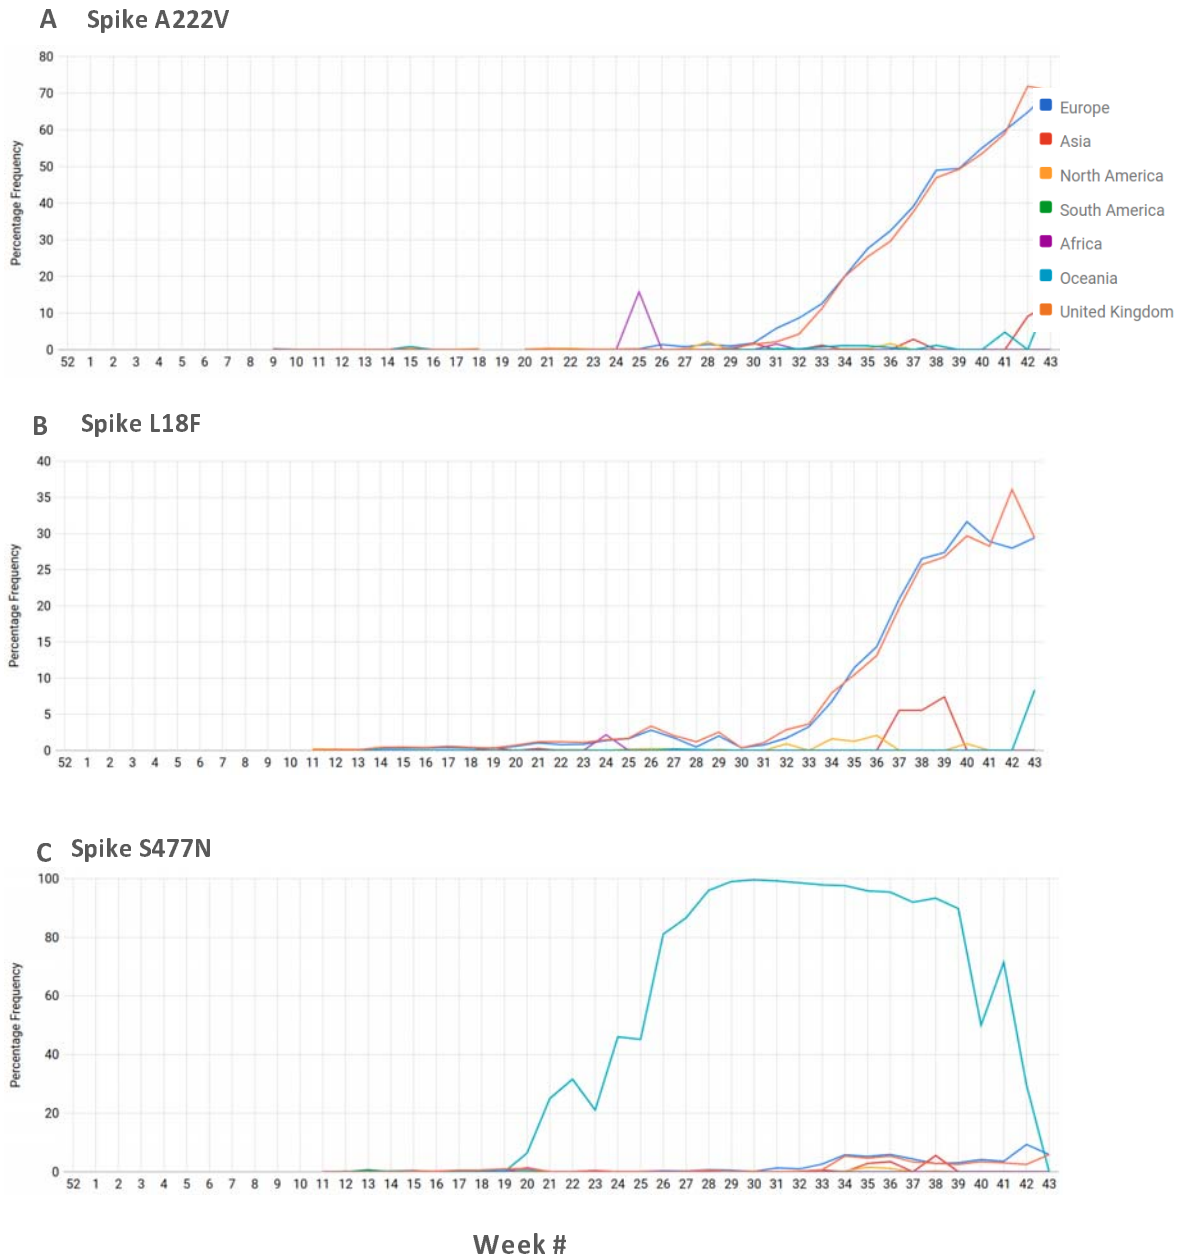 A Spike A222V
80
70
60
50
40
30
20
10
0
Percentage Frequency
52 1 2 3 4 5 6 7 8 9 10 11 12 13 14 15 16 17 18 19 20 21 22 23 24 25 26 27 28 29 30 31 32 33 34 35 36 37 38 39 40 41 42 43
Europe
Asia
North America
South America
Africa
Oceania
United Kingdom
B Spike L18F
40
35
30
25
20
15
10
5
0
Percentage Frequency
52 1 2 3 4 5 6 7 8 9 10 11 12 13 14 15 16 17 18 19 20 21 22 23 24 25 26 27 28 29 30 31 32 33 34 35 36 37 38 39 40 41 42 43
C Spike S477N
100
80
60
40
20
0
Percentage Frequency
52 1 2 3 4 5 6 7 8 9 10 11 12 13 14 15 16 17 18 19 20 21 22 23 24 25 26 27 28 29 30 31 32 33 34 35 36 37 38 39 40 41 42 43
Week #